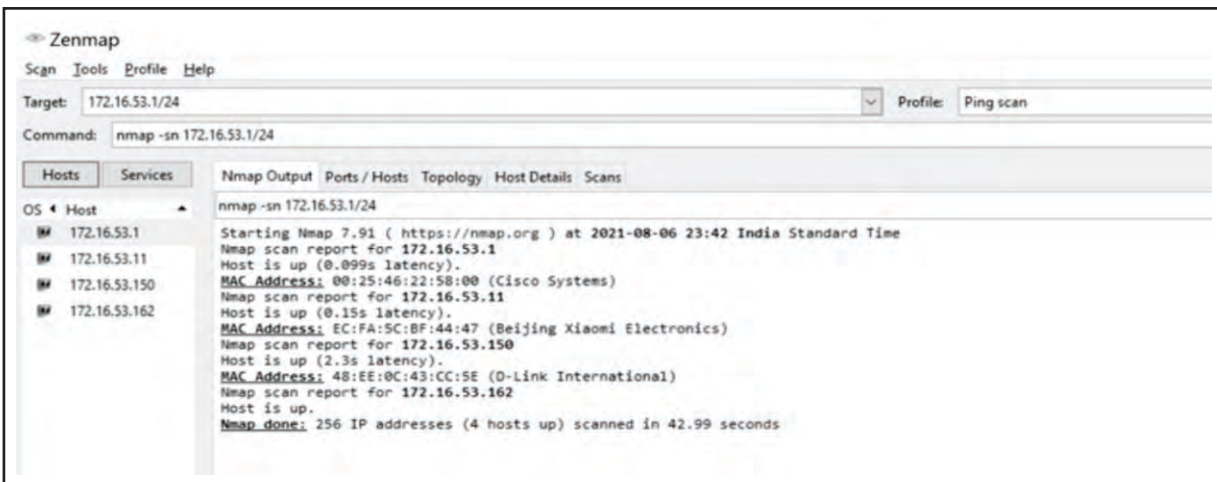 Zenmap
Scan Tools Profile Help
Target: 172.16.53.1/24 Profile: Ping scan
Command: nmap -sn 172.16.53.1/24
Hosts Services
Nmap Output Ports / Hosts Topology Host Details Scans
OS Host
172.16.53.1
172.16.53.11
172.16.53.150
172.16.53.162
nmap -sn 172.16.53.1/24
Starting Nmap 7.91 ( https://nmap.org ) at 2021-08-06 23:42 India Standard Time
Nmap scan report for 172.16.53.1
Host is up (0.099s latency).
MAC Address: 00:25:46:22:58:00 (Cisco Systems)
Nmap scan report for 172.16.53.11
Host is up (0.15s latency).
MAC Address: EC:FA:5C:BF:44:47 (Beijing Xiaomi Electronics)
Nmap scan report for 172.16.53.150
Host is up (2.3s latency).
MAC Address: 48:EE:0C:43:CC:5E (D-Link International)
Nmap scan report for 172.16.53.162
Host is up.
Nmap done: 256 IP addresses (4 hosts up) scanned in 42.99 seconds